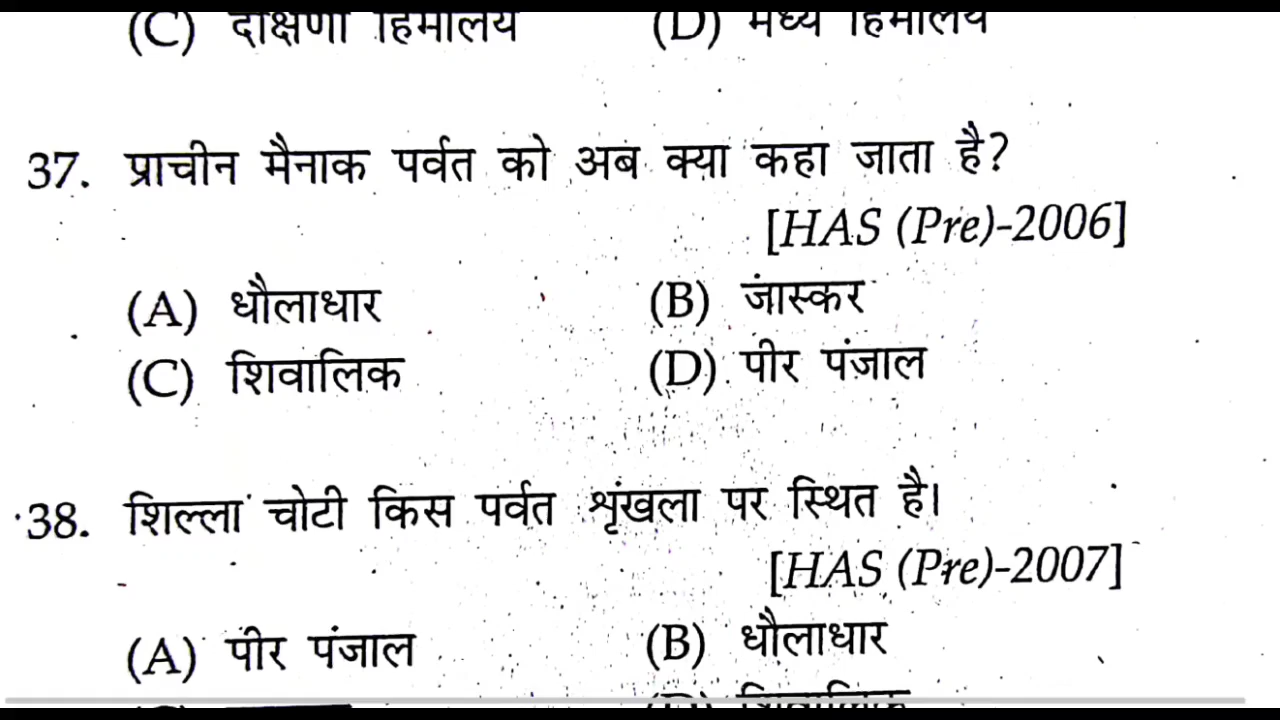 (C) दक्षिणी हिमालय (D) मध्य हिमालय
37. प्राचीन मैनाक पर्वत को अब क्या कहा जाता है?
[HAS (Pre)-2006]
(A) धौलाधार (B) जांस्कर
(C) शिवालिक (D) पीर पंजाल
38. शिल्ला चोटी किस पर्वत श्रृंखला पर स्थित है।
[HAS (Pre)-2007]
(A) पीर पंजाल (B) धौलाधार
(D) शिवालिक